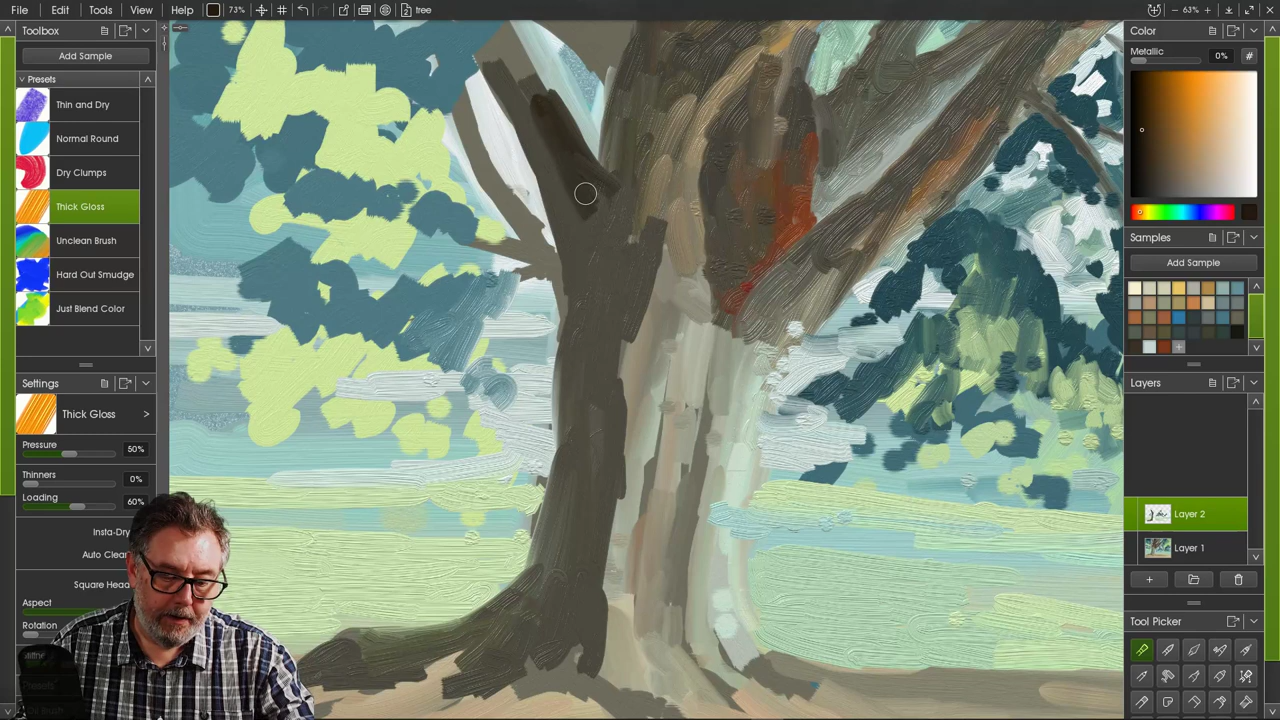 File Edit Tools View Help 73% 2 tree 63%
Toolbox
Add Sample
Presets
Thin and Dry
Normal Round
Dry Clumps
Thick Gloss
Unclean Brush
Hard Out Smudge
Just Blend Color
Settings
Thick Gloss >
Pressure 50%
Thinners 0%
Loading 60%
Insta-Dry
Auto Clean
Square Head
Aspect
Rotation
Color
Metallic 0% #
Samples
Add Sample
Layers
Layer 2
Layer 1
Tool Picker